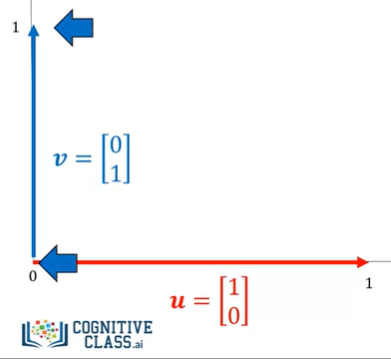 1
v = [0
1]
0
1
u = [1
0]
COGNITIVE
CLASS.ai